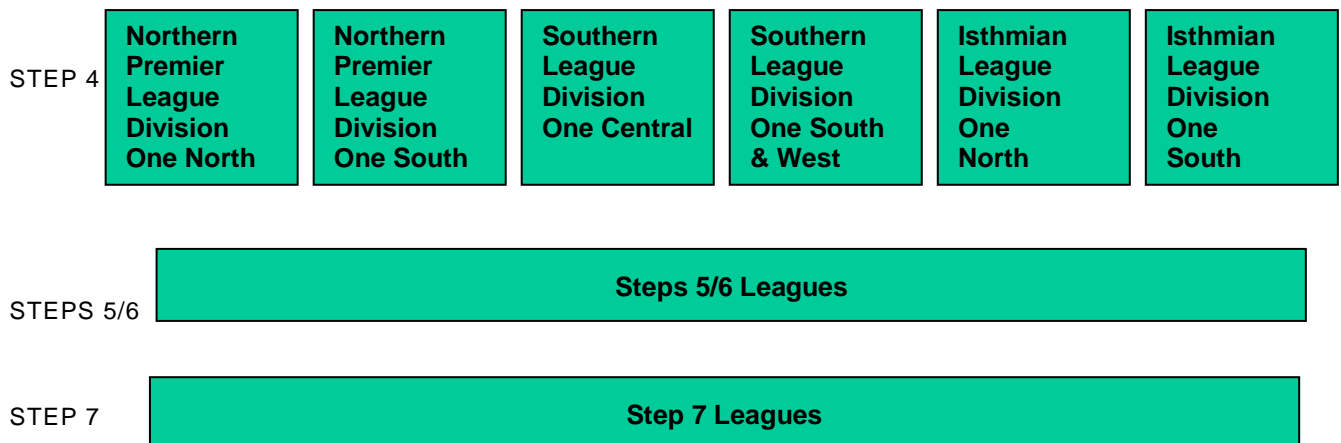 STEP 4
Northern
Premier
League
Division
One North
Northern
Premier
League
Division
One South
Southern
League
Division
One Central
Southern
League
Division
One South
& West
Isthmian
League
Division
One
North
Isthmian
League
Division
One
South
STEPS 5/6
Steps 5/6 Leagues
STEP 7
Step 7 Leagues